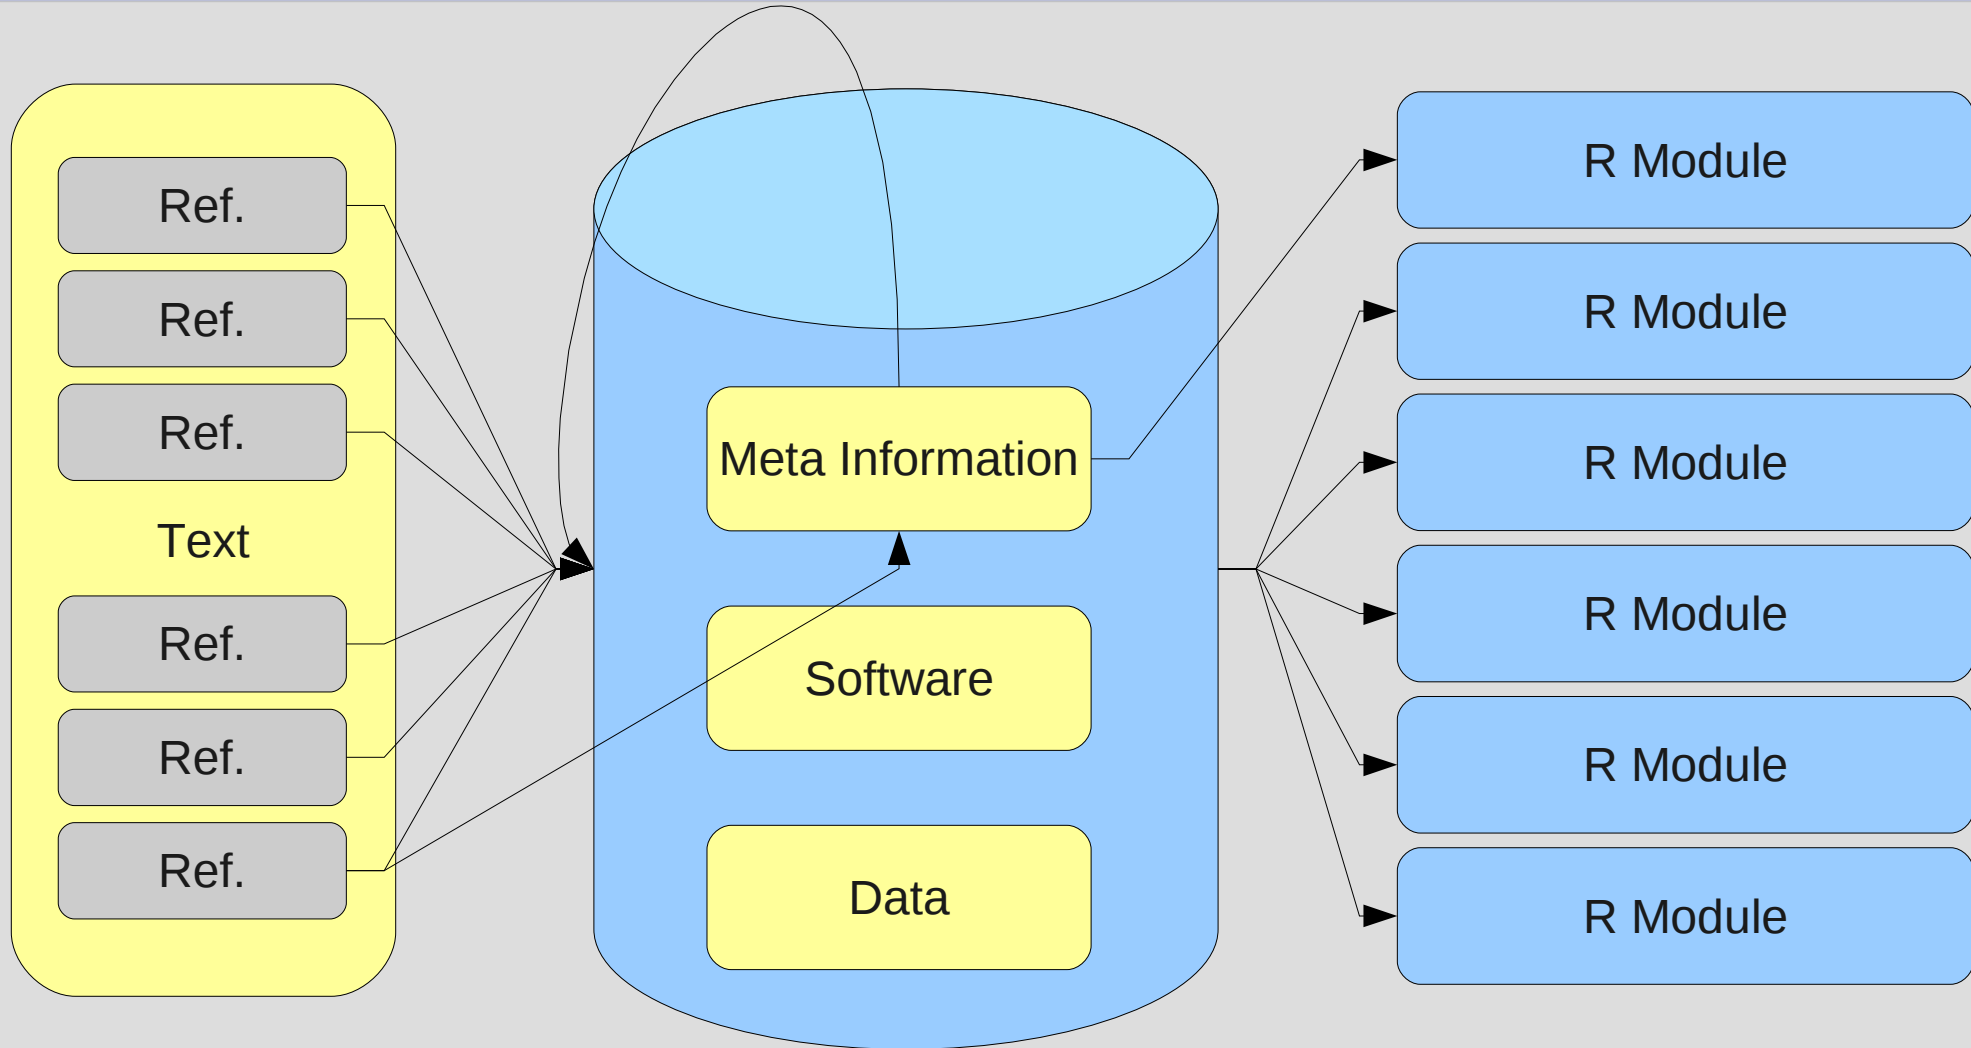 Ref.
Ref.
Ref.
Text
Ref.
Ref.
Ref.
Meta Information
Software
Data
R Module
R Module
R Module
R Module
R Module
R Module